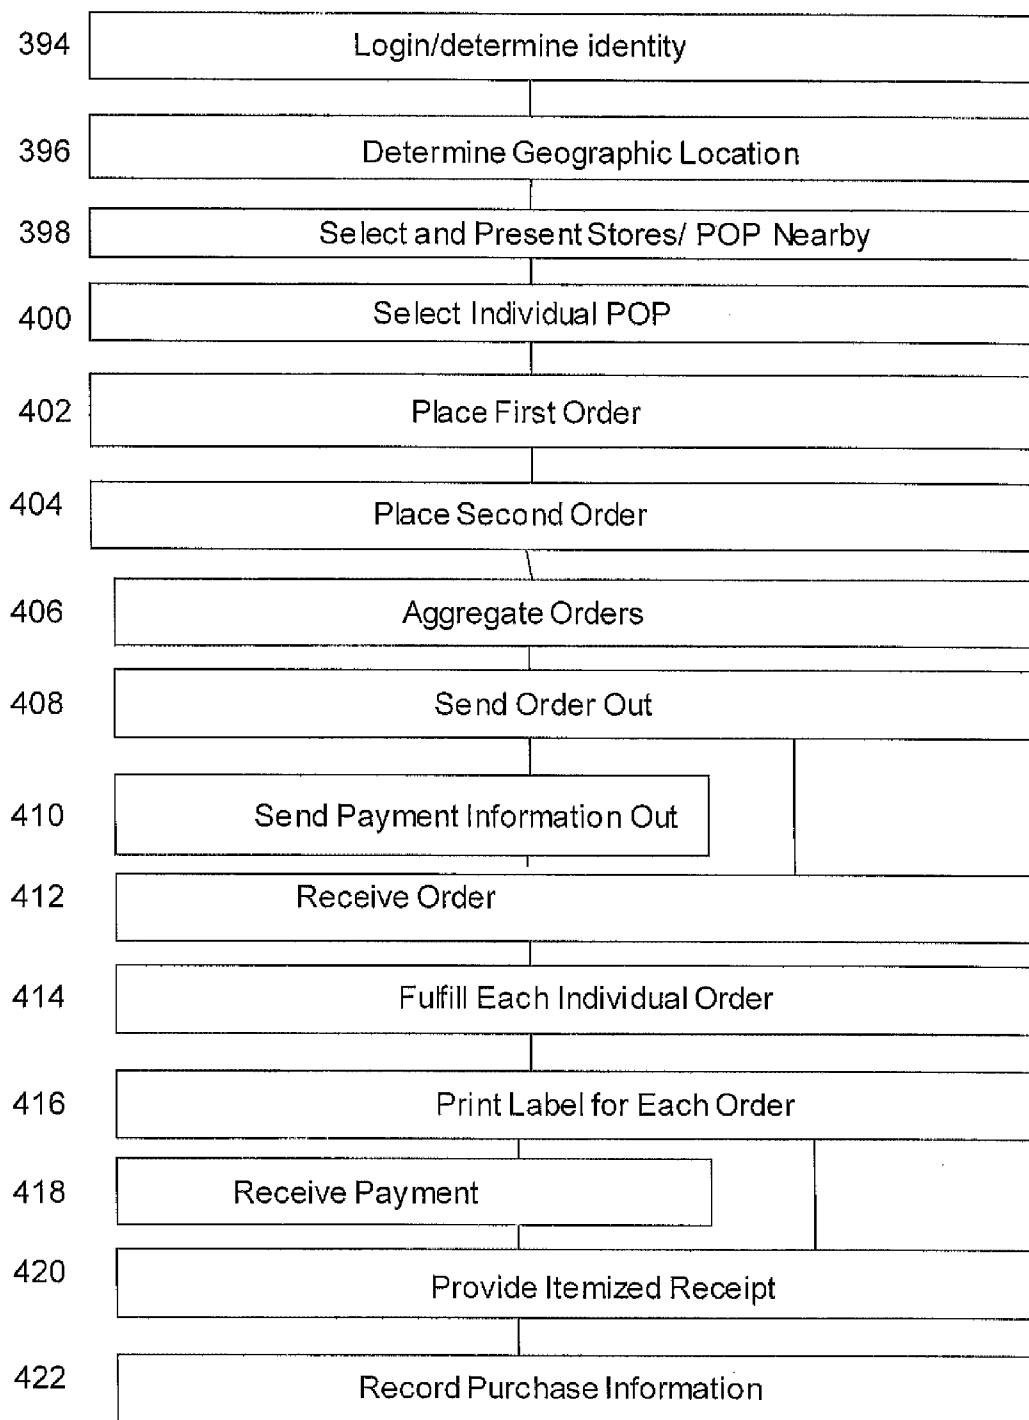 394 Login/determine identity
396 Determine Geographic Location
398 Select and Present Stores/ POP Nearby
400 Select Individual POP
402 Place First Order
404 Place Second Order
406 Aggregate Orders
408 Send Order Out
410 Send Payment Information Out
412 Receive Order
414 Fulfill Each Individual Order
416 Print Label for Each Order
418 Receive Payment
420 Provide Itemized Receipt
422 Record Purchase Information